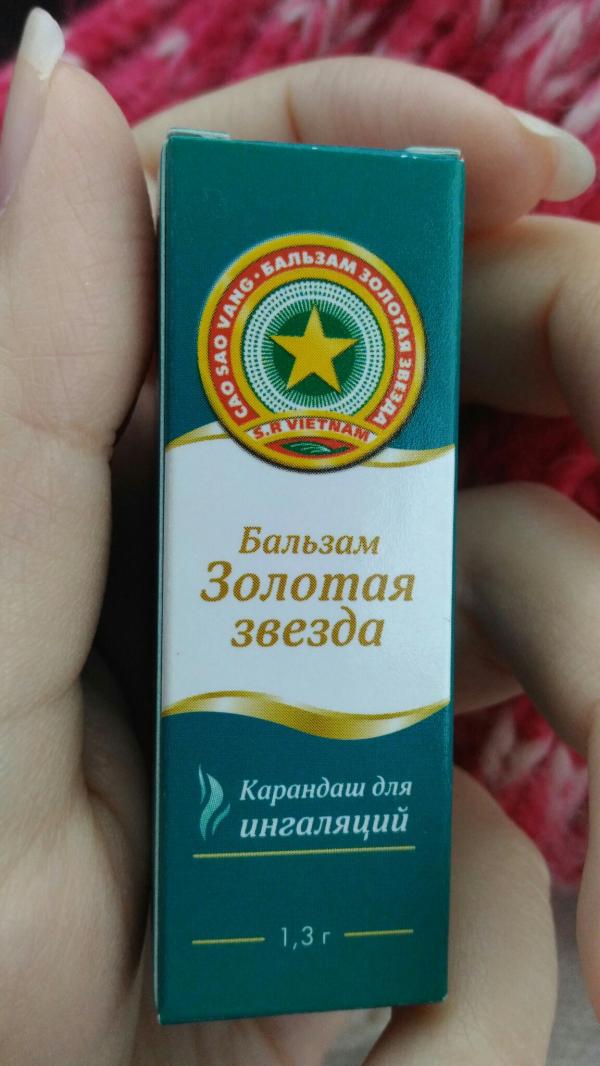 CAO SAO VANG · БАЛЬЗАМ ЗОЛОТАЯ ЗВЕЗДА
S.R VIETNAM
Бальзам
Золотая
звезда
Карандаш для
ингаляций
1,3 г